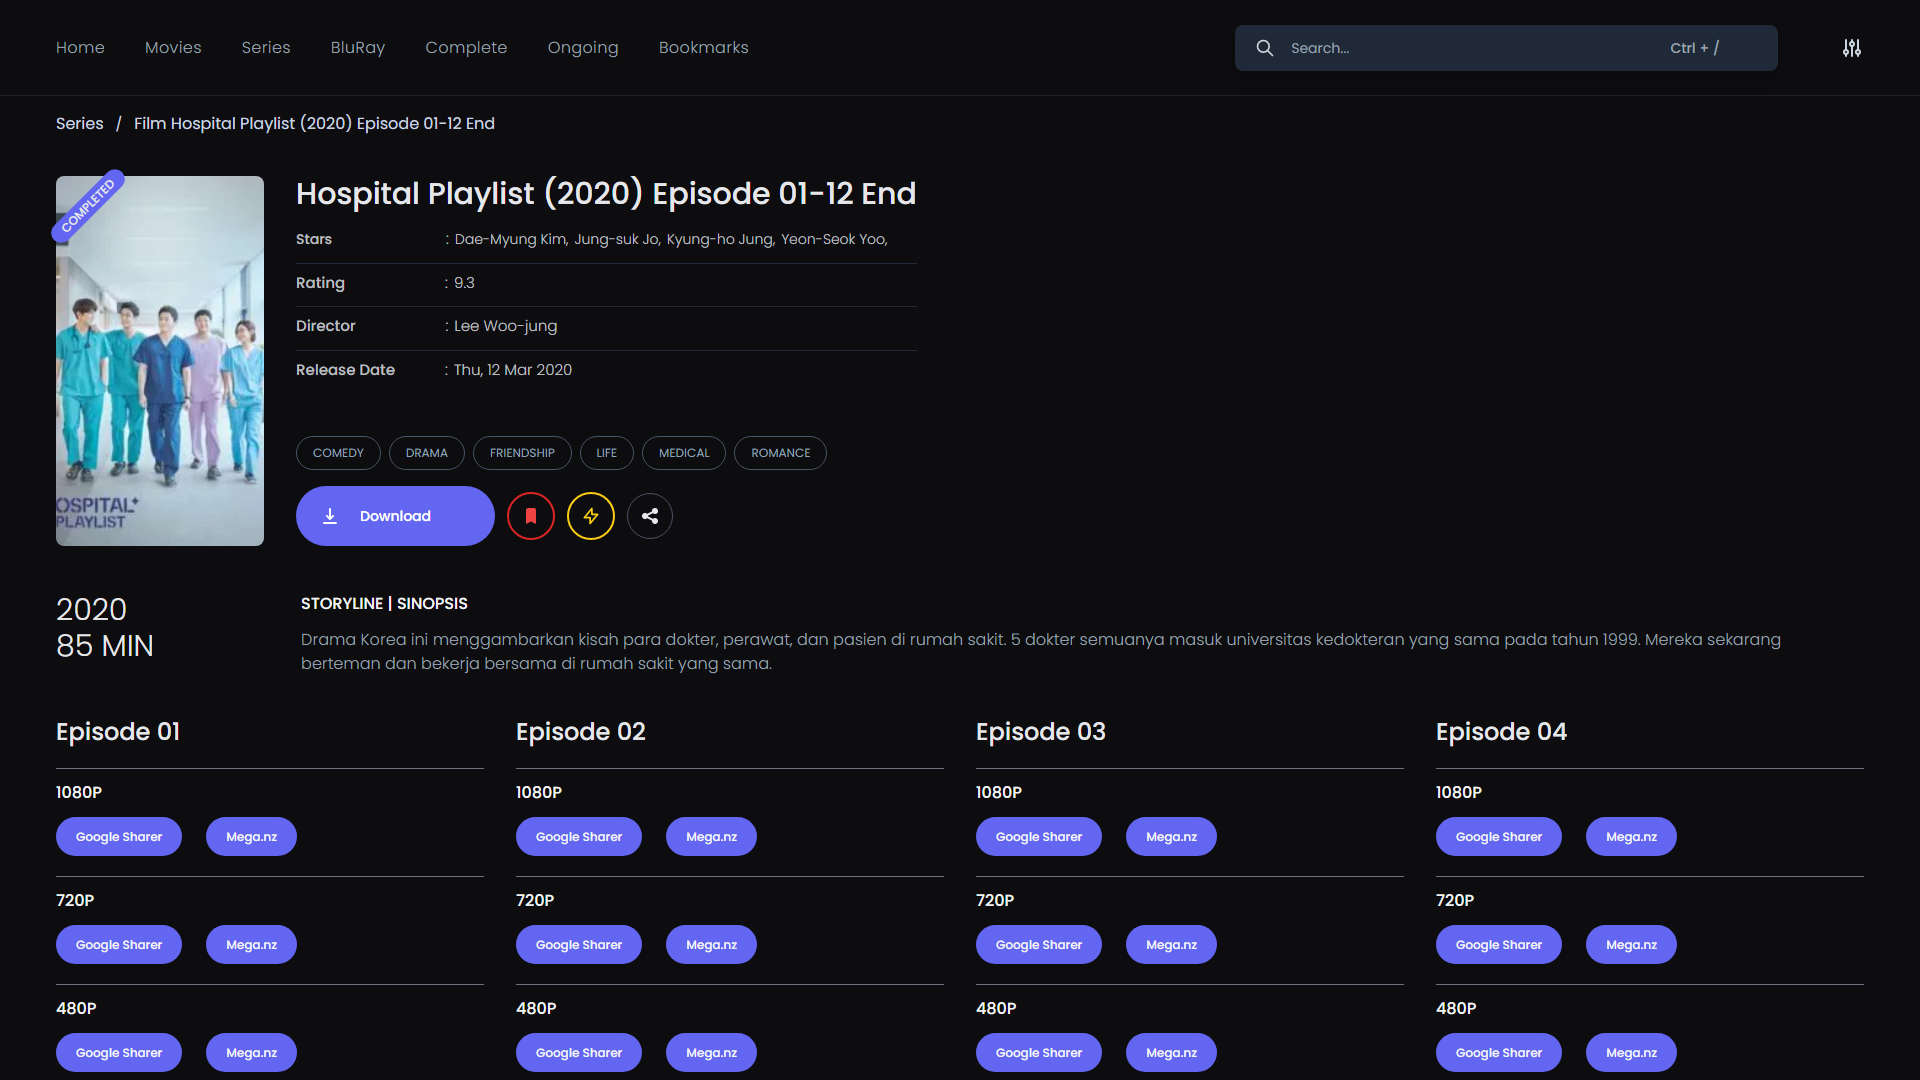 Home Movies Series BluRay Complete Ongoing Bookmarks Search... Ctrl + /
Series / Film Hospital Playlist (2020) Episode 01-12 End
COMPLETED
OSPITAL+
PLAYLIST
Hospital Playlist (2020) Episode 01-12 End
Stars : Dae-Myung Kim, Jung-suk Jo, Kyung-ho Jung, Yeon-Seok Yoo,
Rating : 9.3
Director : Lee Woo-jung
Release Date : Thu, 12 Mar 2020
COMEDY DRAMA FRIENDSHIP LIFE MEDICAL ROMANCE
Download
2020
85 MIN
STORYLINE | SINOPSIS
Drama Korea ini menggambarkan kisah para dokter, perawat, dan pasien di rumah sakit. 5 dokter semuanya masuk universitas kedokteran yang sama pada tahun 1999. Mereka sekarang
berteman dan bekerja bersama di rumah sakit yang sama.
Episode 01 Episode 02 Episode 03 Episode 04
1080P 1080P 1080P 1080P
Google Sharer Mega.nz Google Sharer Mega.nz Google Sharer Mega.nz Google Sharer Mega.nz
720P 720P 720P 720P
Google Sharer Mega.nz Google Sharer Mega.nz Google Sharer Mega.nz Google Sharer Mega.nz
480P 480P 480P 480P
Google Sharer Mega.nz Google Sharer Mega.nz Google Sharer Mega.nz Google Sharer Mega.nz